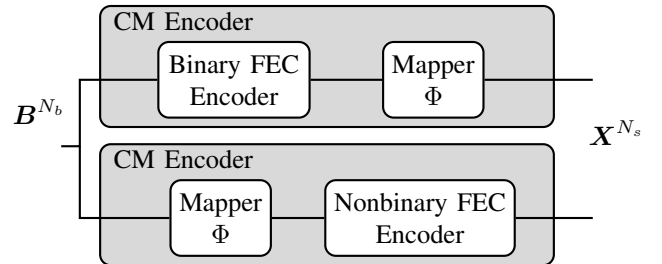 CM Encoder
Binary FEC
Encoder
Mapper
Φ
𝑩^{N_b}
𝑿^{N_s}
CM Encoder
Mapper
Φ
Nonbinary FEC
Encoder